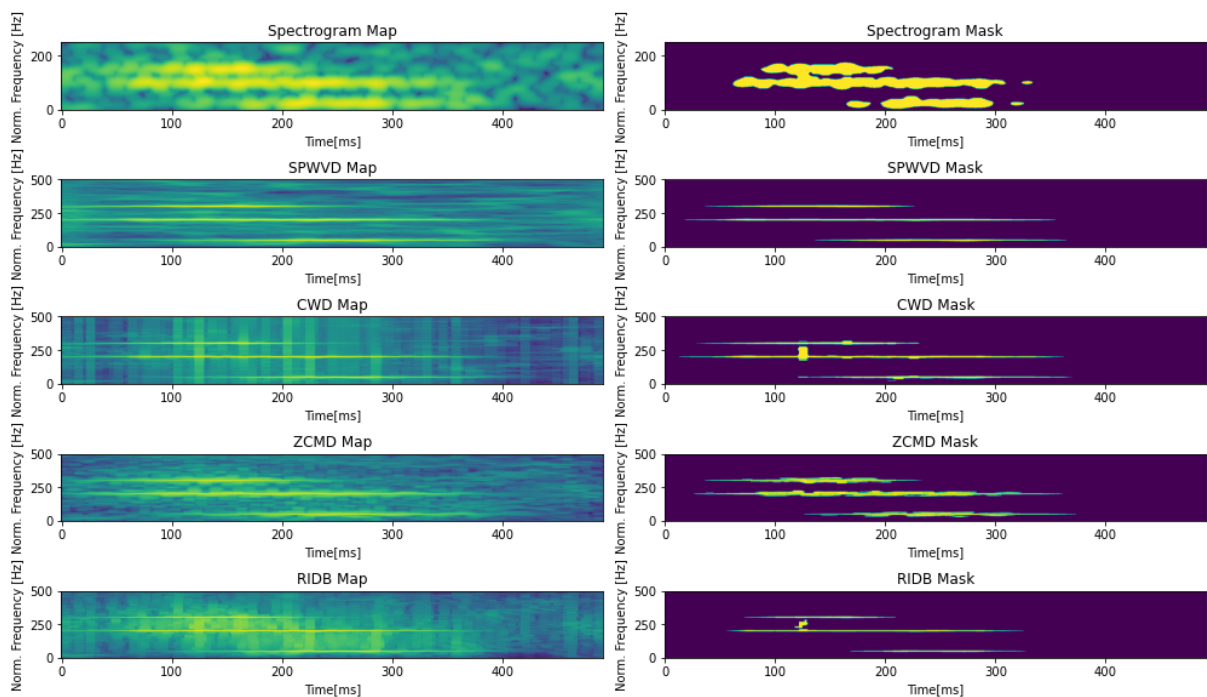 Spectrogram Map
Norm. Frequency [Hz]
200
0
0 100 200 300 400
Time[ms]
Spectrogram Mask
Norm. Frequency [Hz]
200
0
0 100 200 300 400
Time[ms]
SPWVD Map
Norm. Frequency [Hz]
500
250
0
0 100 200 300 400
Time[ms]
SPWVD Mask
Norm. Frequency [Hz]
500
250
0
0 100 200 300 400
Time[ms]
CWD Map
Norm. Frequency [Hz]
500
250
0
0 100 200 300 400
Time[ms]
CWD Mask
Norm. Frequency [Hz]
500
250
0
0 100 200 300 400
Time[ms]
ZCMD Map
Norm. Frequency [Hz]
500
250
0
0 100 200 300 400
Time[ms]
ZCMD Mask
Norm. Frequency [Hz]
500
250
0
0 100 200 300 400
Time[ms]
RIDB Map
Norm. Frequency [Hz]
500
250
0
0 100 200 300 400
Time[ms]
RIDB Mask
Norm. Frequency [Hz]
500
250
0
0 100 200 300 400
Time[ms]